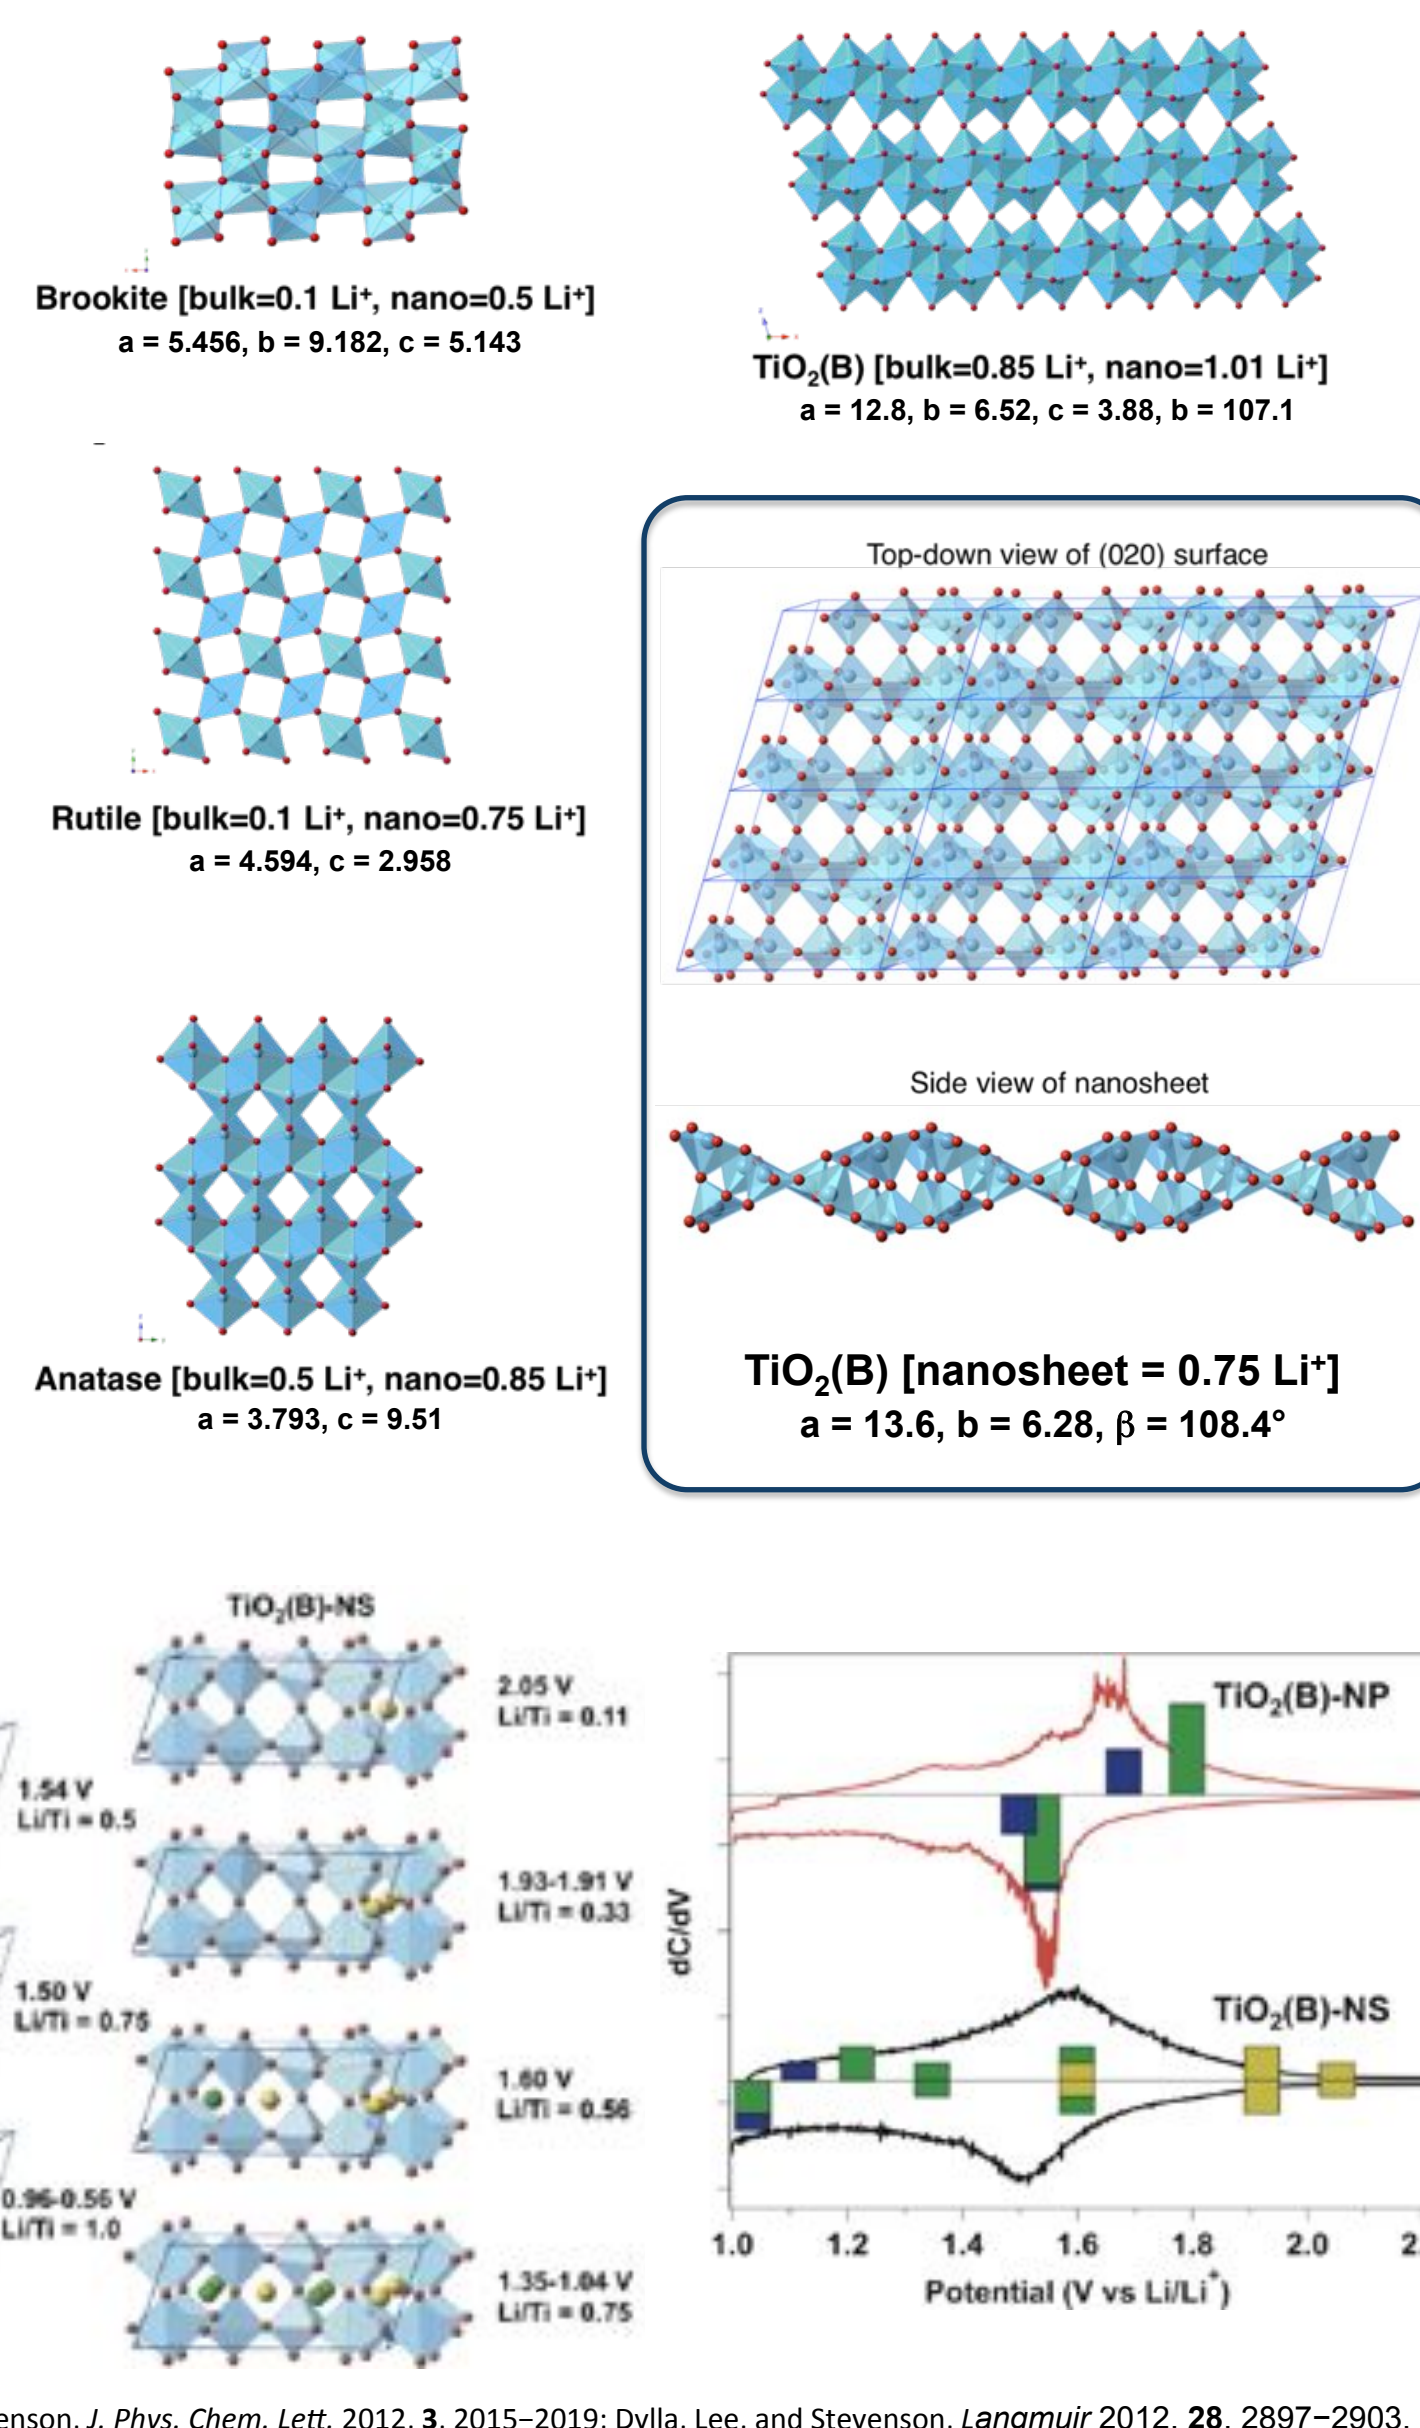 Brookite [bulk=0.1 Li⁺, nano=0.5 Li⁺]
a = 5.456, b = 9.182, c = 5.143
TiO₂(B) [bulk=0.85 Li⁺, nano=1.01 Li⁺]
a = 12.8, b = 6.52, c = 3.88, b = 107.1
Rutile [bulk=0.1 Li⁺, nano=0.75 Li⁺]
a = 4.594, c = 2.958
Anatase [bulk=0.5 Li⁺, nano=0.85 Li⁺]
a = 3.793, c = 9.51
Top-down view of (020) surface
Side view of nanosheet
TiO₂(B) [nanosheet = 0.75 Li⁺]
a = 13.6, b = 6.28, β = 108.4°
TiO₂(B)-NS
2.05 V
Li/Ti = 0.11
1.54 V
Li/Ti = 0.5
1.93-1.91 V
Li/Ti = 0.33
1.50 V
Li/Ti = 0.75
1.60 V
Li/Ti = 0.56
0.96-0.56 V
Li/Ti = 1.0
1.35-1.04 V
Li/Ti = 0.75
TiO₂(B)-NP
TiO₂(B)-NS
dC/dV
1.0 1.2 1.4 1.6 1.8 2.0
Potential (V vs Li/Li⁺)
enson, J. Phys. Chem. Lett. 2012, 3, 2015−2019; Dylla, Lee, and Stevenson, Langmuir 2012, 28, 2897−2903.